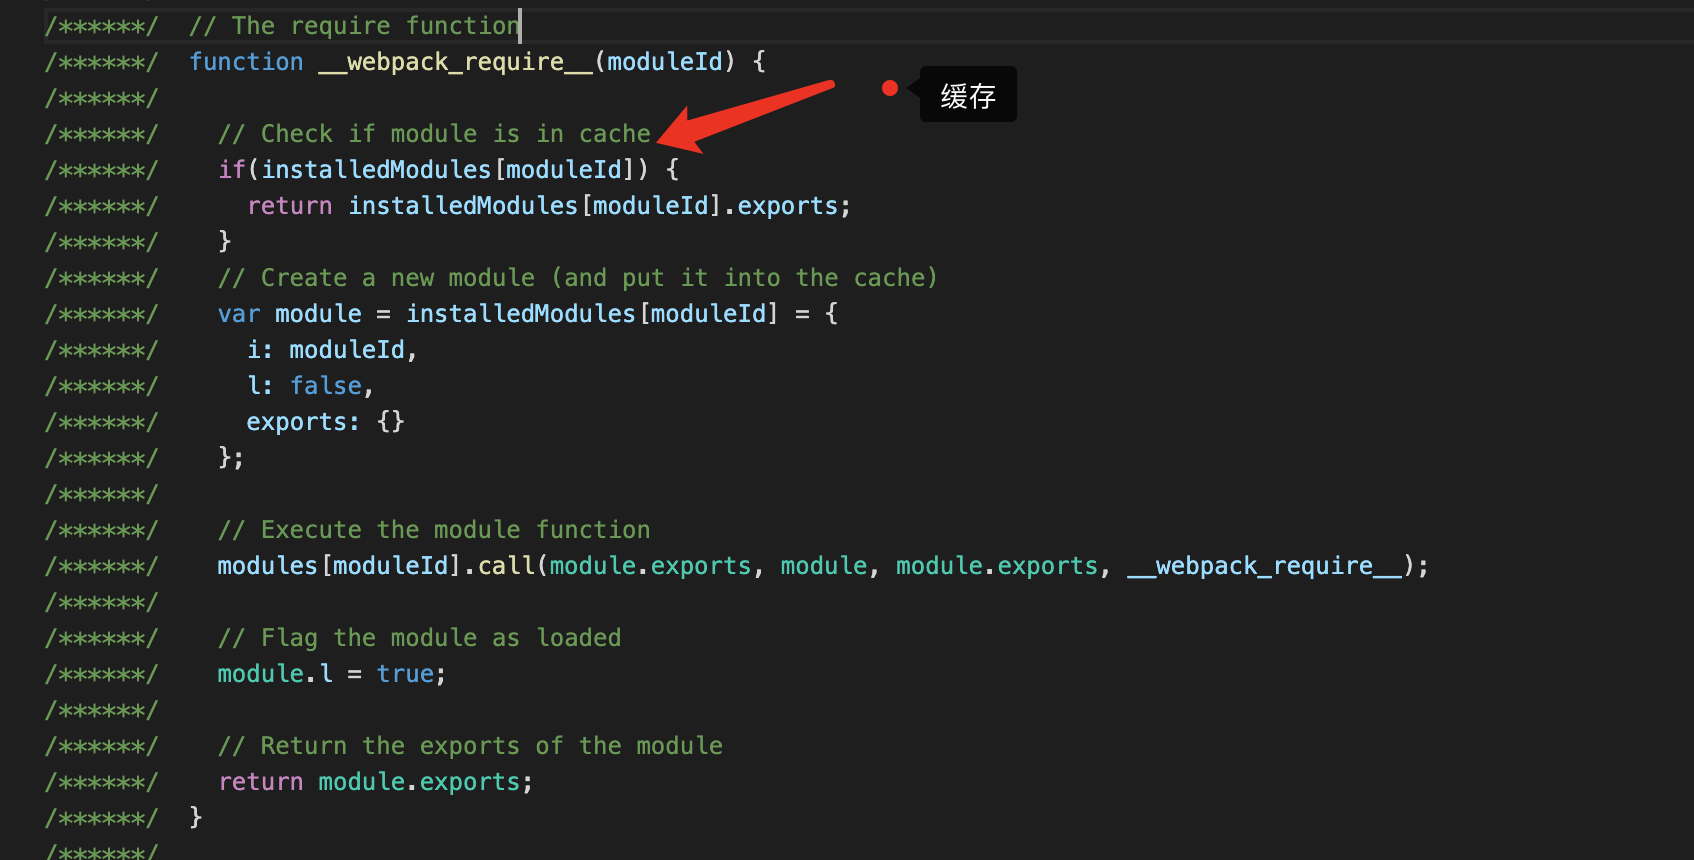 /******/  // The require function
/******/  function __webpack_require__(moduleId) {
/******/
缓存
/******/    // Check if module is in cache
/******/    if(installedModules[moduleId]) {
/******/      return installedModules[moduleId].exports;
/******/    }
/******/    // Create a new module (and put it into the cache)
/******/    var module = installedModules[moduleId] = {
/******/      i: moduleId,
/******/      l: false,
/******/      exports: {}
/******/    };
/******/
/******/    // Execute the module function
/******/    modules[moduleId].call(module.exports, module, module.exports, __webpack_require__);
/******/
/******/    // Flag the module as loaded
/******/    module.l = true;
/******/
/******/    // Return the exports of the module
/******/    return module.exports;
/******/  }
/******/